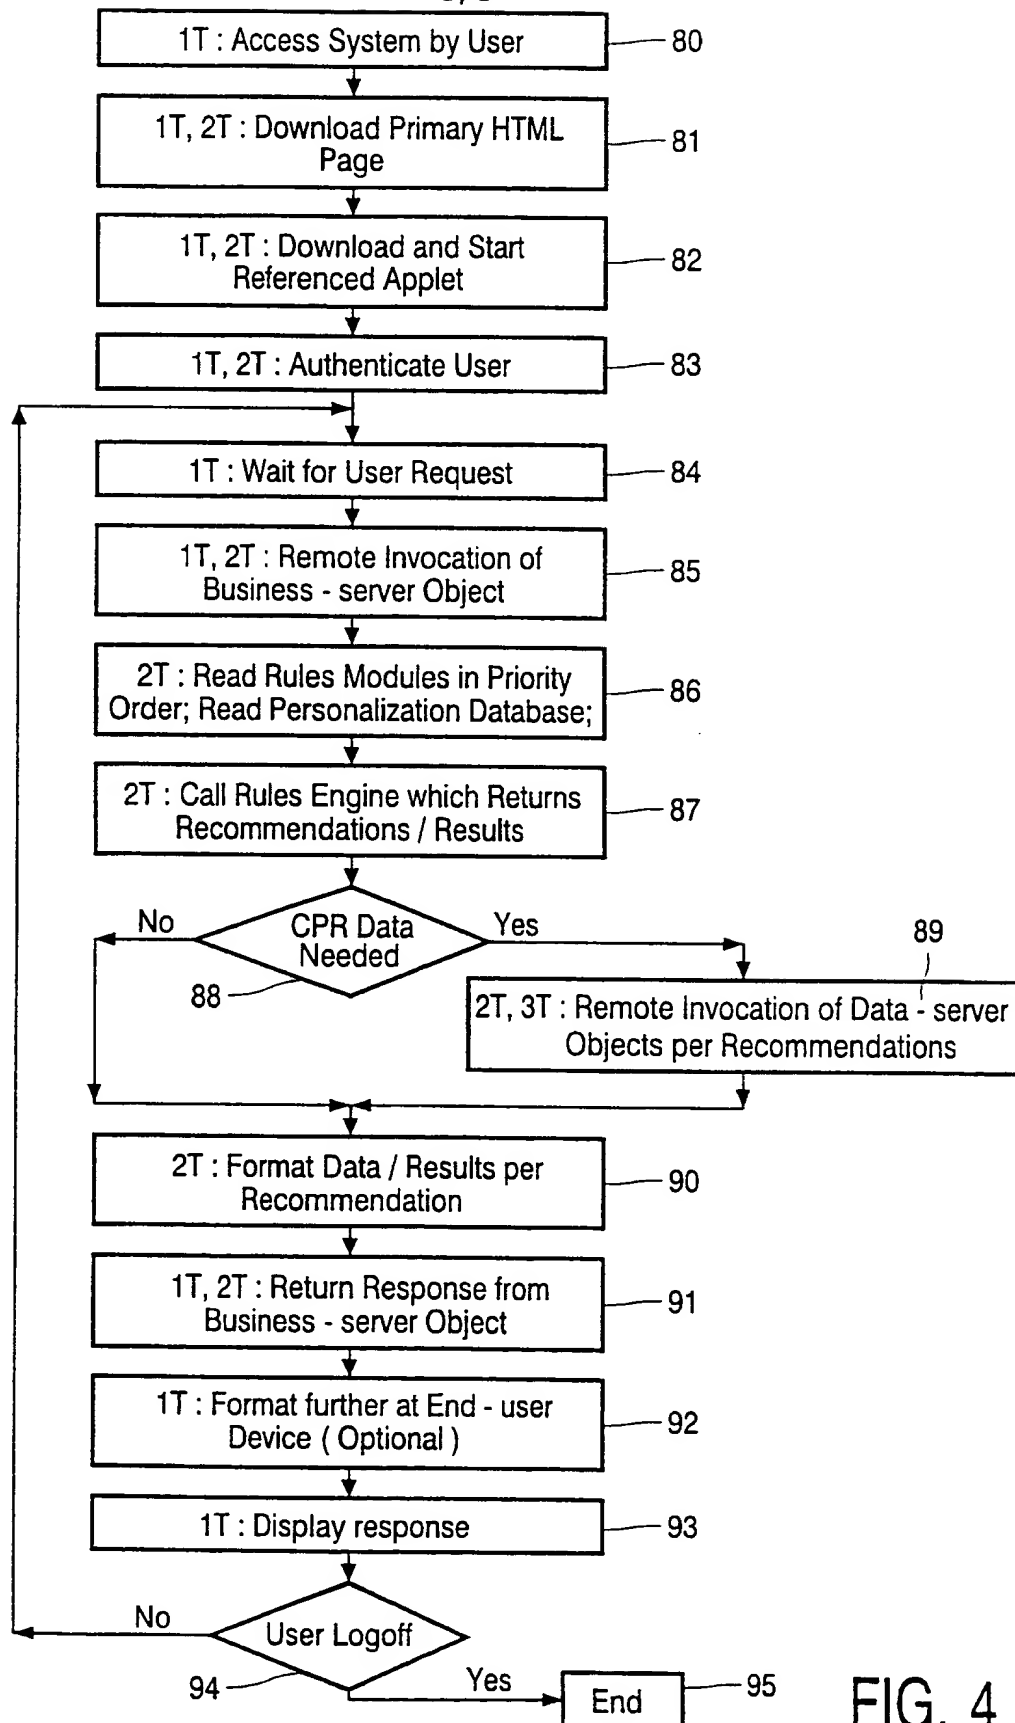 1T : Access System by User
80
1T, 2T : Download Primary HTML
Page
81
1T, 2T : Download and Start
Referenced Applet
82
1T, 2T : Authenticate User
83
1T : Wait for User Request
84
1T, 2T : Remote Invocation of
Business - server Object
85
2T : Read Rules Modules in Priority
Order; Read Personalization Database;
86
2T : Call Rules Engine which Returns
Recommendations / Results
87
No
CPR Data
Needed
Yes
88
89
2T, 3T : Remote Invocation of Data - server
Objects per Recommendations
2T : Format Data / Results per
Recommendation
90
1T, 2T : Return Response from
Business - server Object
91
1T : Format further at End - user
Device ( Optional )
92
1T : Display response
93
No
User Logoff
94
Yes
End
95
FIG. 4